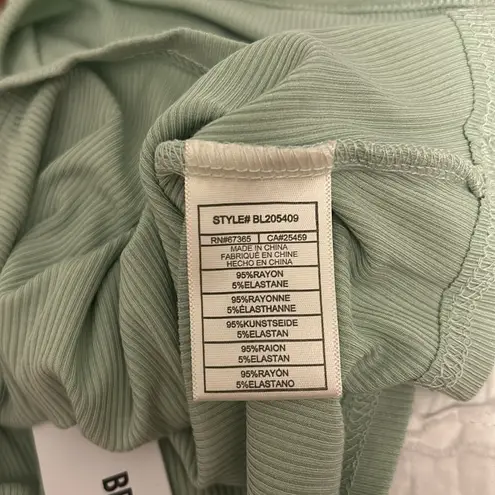 STYLE# BL205409
RN#67365 CA#25459
MADE IN CHINA
FABRIQUÉ EN CHINE
HECHO EN CHINA
95%RAYON
5%ELASTANE
95%RAYONNE
5%ÉLASTHANNE
95%KUNSTSEIDE
5%ELASTAN
95%RAION
5%ELASTAN
95%RAYÓN
5%ELASTANO